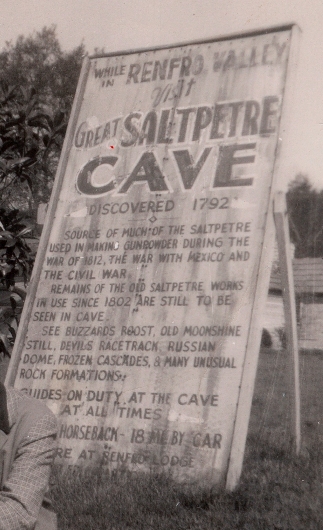 WHILE IN RENFRO VALLEY
Visit
GREAT SALTPETRE
CAVE
DISCOVERED 1792
SOURCE OF MUCH OF THE SALTPETRE
USED IN MAKING GUNPOWDER DURING THE
WAR OF 1812, THE WAR WITH MEXICO AND
THE CIVIL WAR
REMAINS OF THE OLD SALTPETRE WORKS
IN USE SINCE 1802 ARE STILL TO BE
SEEN IN CAVE.
SEE BUZZARDS ROOST, OLD MOONSHINE
STILL, DEVILS RACETRACK, RUSSIAN
DOME, FROZEN CASCADES, & MANY UNUSUAL
ROCK FORMATIONS.
GUIDES ON DUTY AT THE CAVE
AT ALL TIMES
HORSEBACK - 18 MI. BY CAR
AT RENFRO LODGE